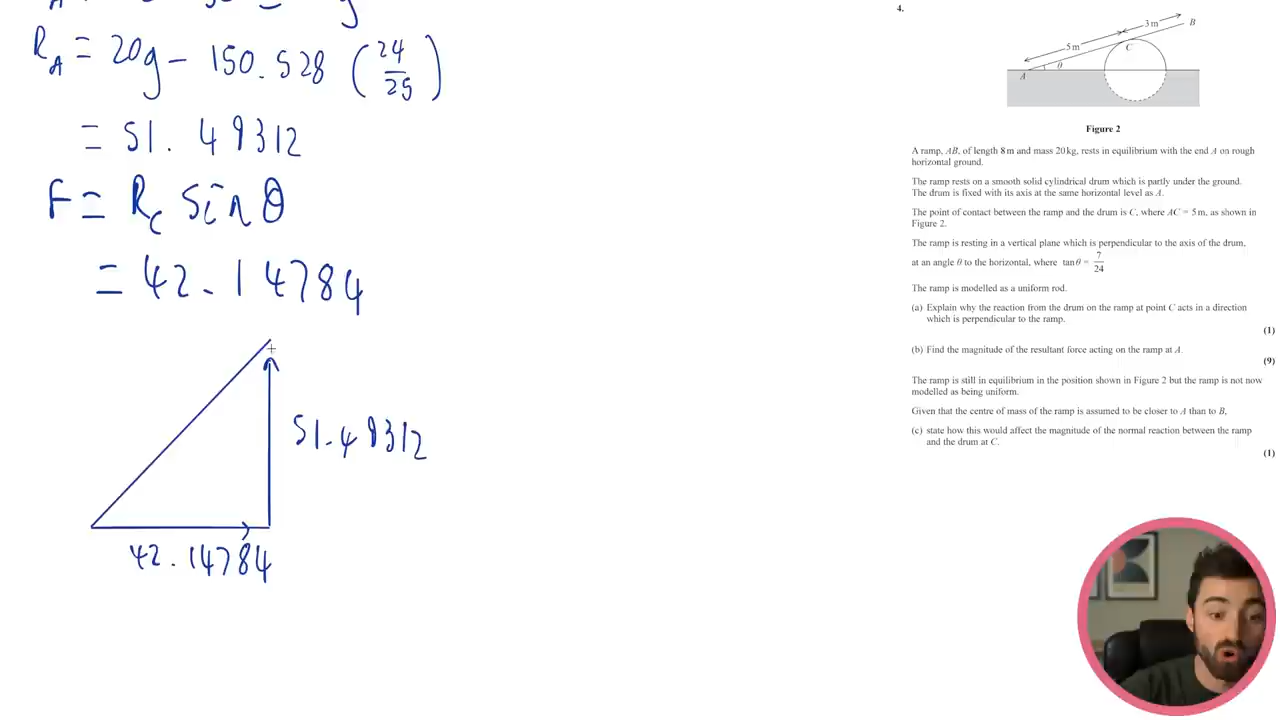 R_A = 20g - 150.528 (24/25)
= 51.49312
F = R_C sin θ
= 42.14784
51.49312
42.14784
4.
5 m
3 m
A
θ
C
B
Figure 2
A ramp, AB, of length 8 m and mass 20 kg, rests in equilibrium with the end A on rough
horizontal ground.
The ramp rests on a smooth solid cylindrical drum which is partly under the ground.
The drum is fixed with its axis at the same horizontal level as A.
The point of contact between the ramp and the drum is C, where AC = 5 m, as shown in
Figure 2.
The ramp is resting in a vertical plane which is perpendicular to the axis of the drum,
at an angle θ to the horizontal, where tan θ = 7/24
The ramp is modelled as a uniform rod.
(a) Explain why the reaction from the drum on the ramp at point C acts in a direction
which is perpendicular to the ramp.
(1)
(b) Find the magnitude of the resultant force acting on the ramp at A.
(9)
The ramp is still in equilibrium in the position shown in Figure 2 but the ramp is not now
modelled as being uniform.
Given that the centre of mass of the ramp is assumed to be closer to A than to B,
(c) state how this would affect the magnitude of the normal reaction between the ramp
and the drum at C.
(1)